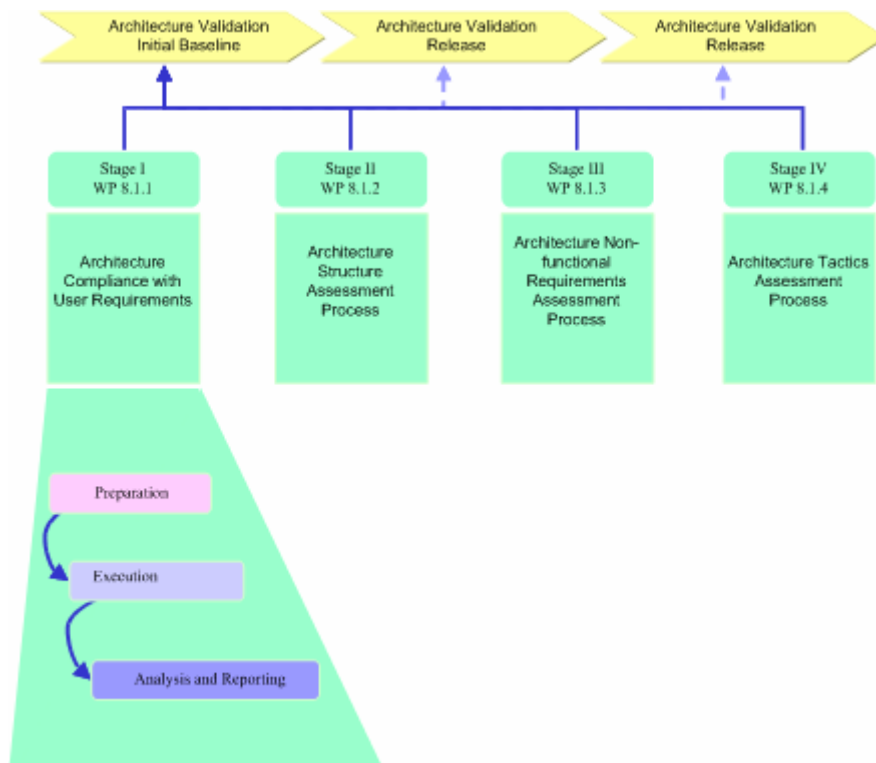 Architecture Validation
Initial Baseline
Architecture Validation
Release
Architecture Validation
Release
Stage I
WP 8.1.1
Stage II
WP 8.1.2
Stage III
WP 8.1.3
Stage IV
WP 8.1.4
Architecture
Compliance with
User Requirements
Architecture
Structure
Assessment
Process
Architecture Non-
functional
Requirements
Assessment
Process
Architecture Tactics
Assessment
Process
Preparation
Execution
Analysis and Reporting